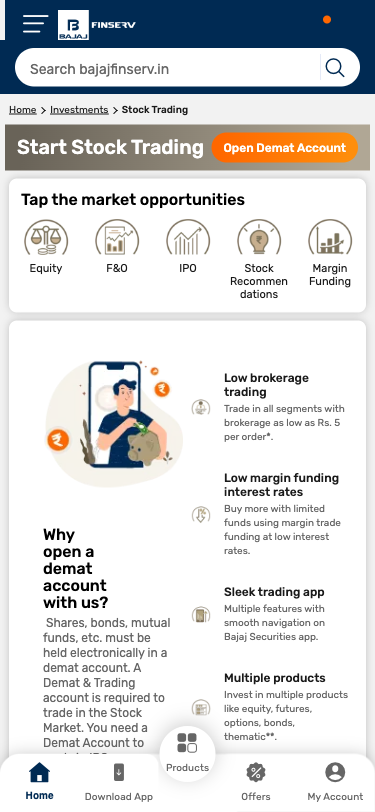 BAJAJ
FINSERV
Search bajajfinserv.in
Home > Investments > Stock Trading
Start Stock Trading
Open Demat Account
Tap the market opportunities
Equity
F&O
IPO
Stock
Recommen
dations
Margin
Funding
Why
open a
demat
account
with us?
Shares, bonds, mutual
funds, etc. must be
held electronically in a
demat account. A
Demat & Trading
account is required to
trade in the Stock
Market. You need a
Demat Account to
Low brokerage
trading
Trade in all segments with
brokerage as low as Rs. 5
per order*.
Low margin funding
interest rates
Buy more with limited
funds using margin trade
funding at low interest
rates.
Sleek trading app
Multiple features with
smooth navigation on
Bajaj Securities app.
Multiple products
Invest in multiple products
like equity, futures,
options, bonds,
thematic**.
Home
Download App
Products
Offers
My Account